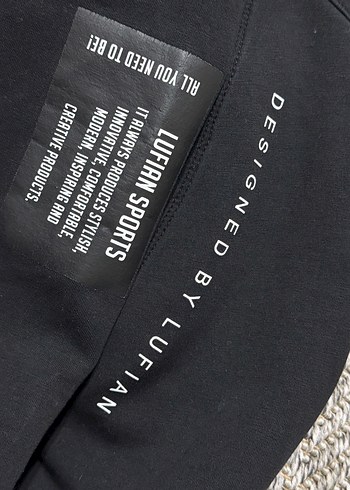 ALL YOU NEED TO BE!
LUFIAN SPORTS
IT ALWAYS PRODUCES STYLISH,
INNOVATIVE, COMFORTABLE,
MODERN, INSPIRING AND
CREATIVE PRODUCTS.
DESIGNED BY LUFIAN